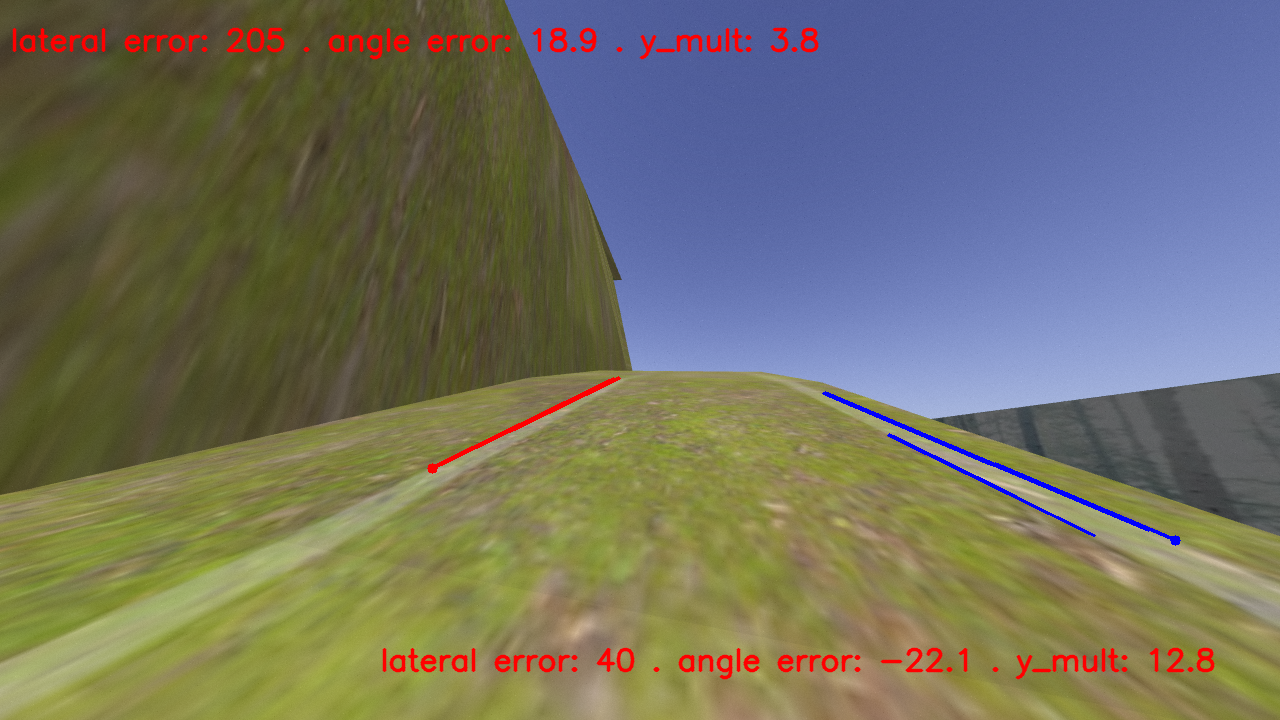 lateral error: 205 . angle error: 18.9 . y_mult: 3.8
lateral error: 40 . angle error: -22.1 . y_mult: 12.8